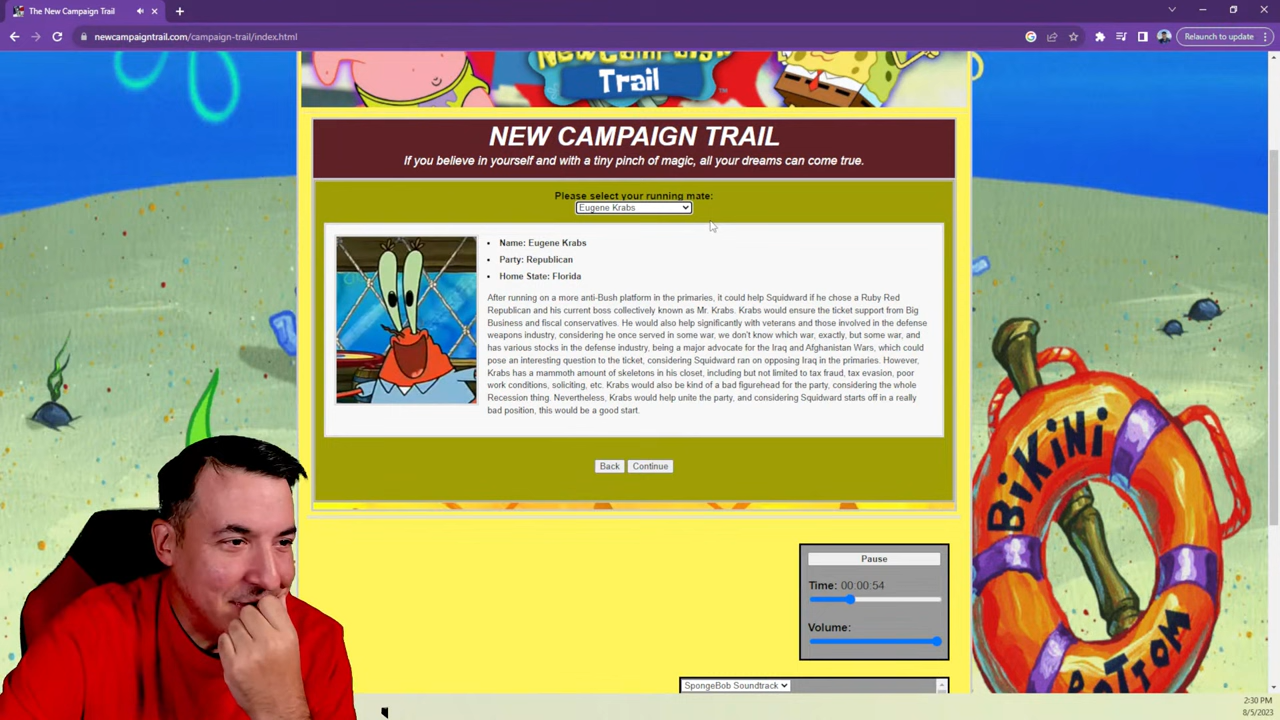 The New Campaign Trail
newcampaigntrail.com/campaign-trail/index.html
Relaunch to update
Trail
NEW CAMPAIGN TRAIL
If you believe in yourself and with a tiny pinch of magic, all your dreams can come true.
Please select your running mate:
Eugene Krabs
• Name: Eugene Krabs
• Party: Republican
• Home State: Florida
After running on a more anti-Bush platform in the primaries, it could help Squidward if he chose a Ruby Red
Republican and his current boss collectively known as Mr. Krabs. Krabs would ensure the ticket support from Big
Business and fiscal conservatives. He would also help significantly with veterans and those involved in the defense
weapons industry, considering he once served in some war, we don't know which war, exactly, but some war, and
has various stocks in the defense industry, being a major advocate for the Iraq and Afghanistan Wars, which could
pose an interesting question to the ticket, considering Squidward ran on opposing Iraq in the primaries. However,
Krabs has a mammoth amount of skeletons in his closet, including but not limited to tax fraud, tax evasion, poor
work conditions, soliciting, etc. Krabs would also be kind of a bad figurehead for the party, considering the whole
Recession thing. Nevertheless, Krabs would help unite the party, and considering Squidward starts off in a really
bad position, this would be a good start.
Back Continue
BIKINI
BOTTOM
Pause
Time: 00:00:54
Volume:
SpongeBob Soundtrack
2:30 PM
8/5/2023